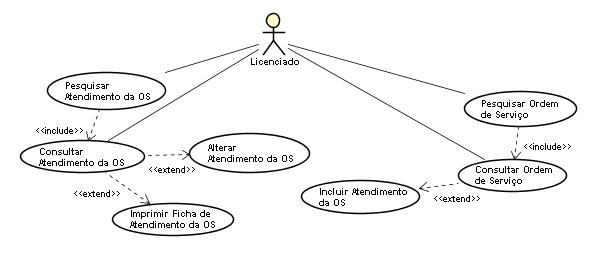 Licenciado
Pesquisar
Atendimento da OS
Pesquisar Ordem
de Serviço
<<include>>
<<include>>
Consultar
Atendimento da OS
Alterar
Atendimento da OS
<<extend>>
Consultar Ordem
de Serviço
<<extend>>
Incluir Atendimento
da OS
<<extend>>
Imprimir Ficha de
Atendimento da OS